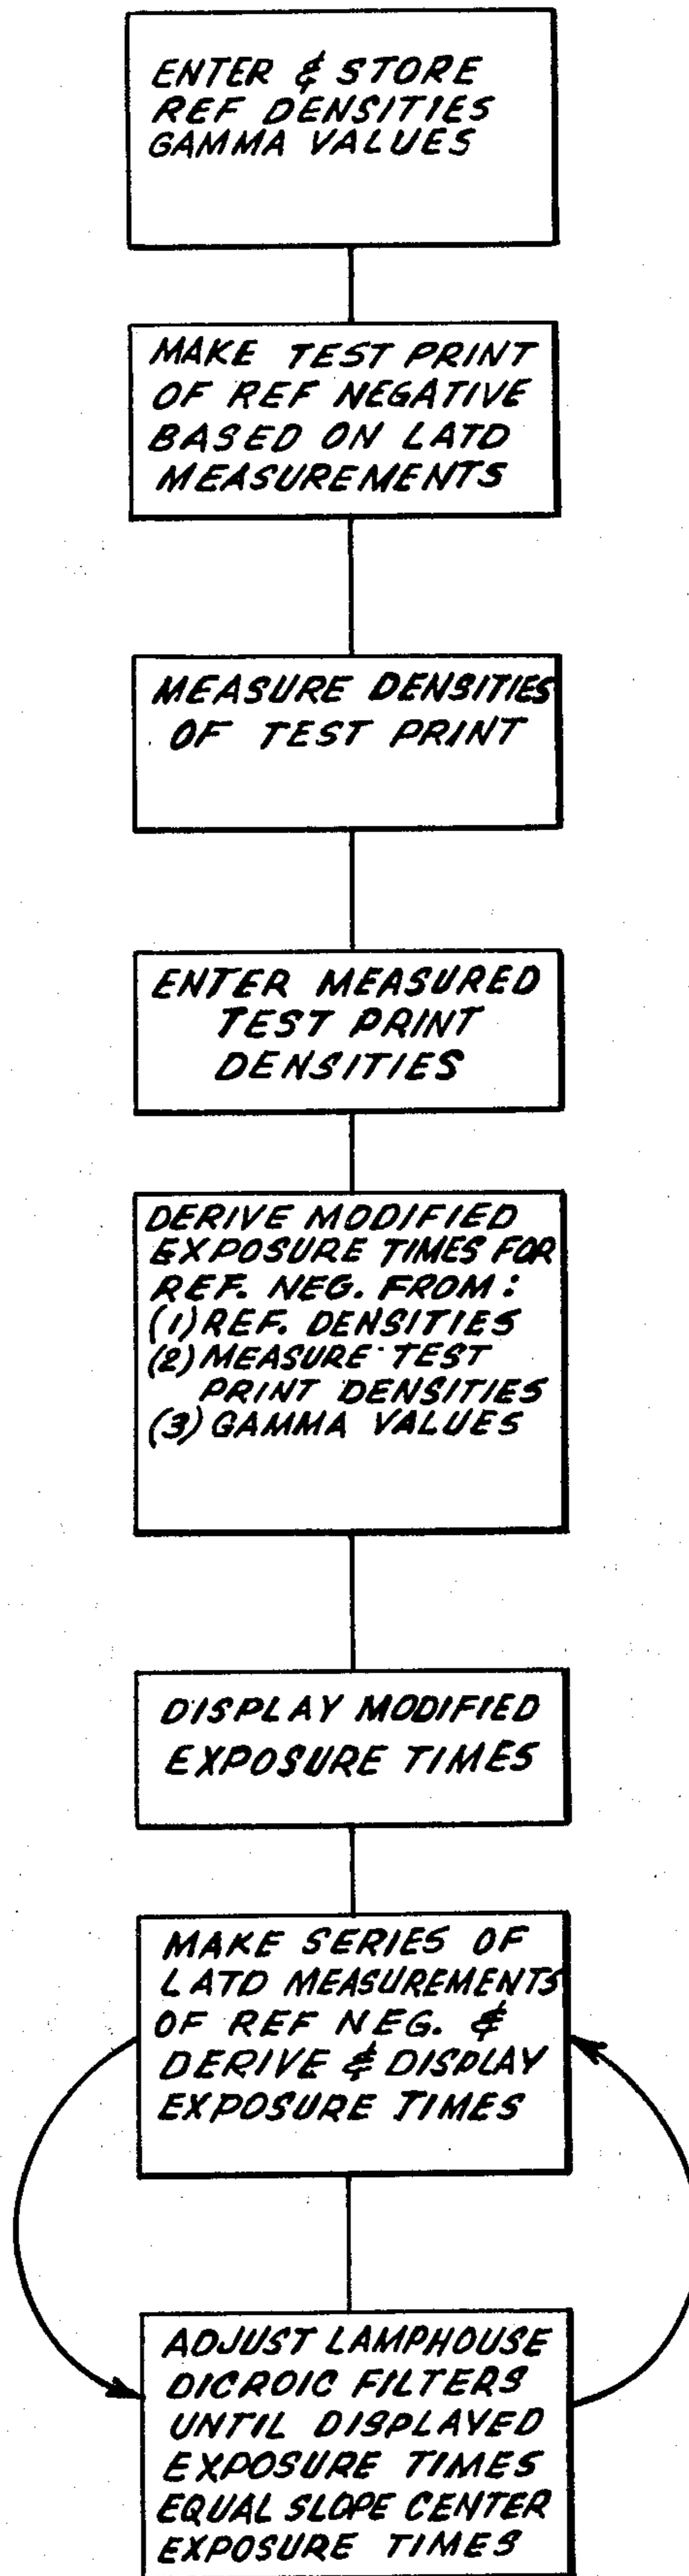 ENTER & STORE
REF DENSITIES
GAMMA VALUES
MAKE TEST PRINT
OF REF NEGATIVE
BASED ON LATD
MEASUREMENTS
MEASURE DENSITIES
OF TEST PRINT
ENTER MEASURED
TEST PRINT
DENSITIES
DERIVE MODIFIED
EXPOSURE TIMES FOR
REF. NEG. FROM:
(1) REF. DENSITIES
(2) MEASURE TEST
PRINT DENSITIES
(3) GAMMA VALUES
DISPLAY MODIFIED
EXPOSURE TIMES
MAKE SERIES OF
LATD MEASUREMENTS
OF REF NEG. &
DERIVE & DISPLAY
EXPOSURE TIMES
ADJUST LAMPHOUSE
DICROIC FILTERS
UNTIL DISPLAYED
EXPOSURE TIMES
EQUAL SLOPE CENTER
EXPOSURE TIMES